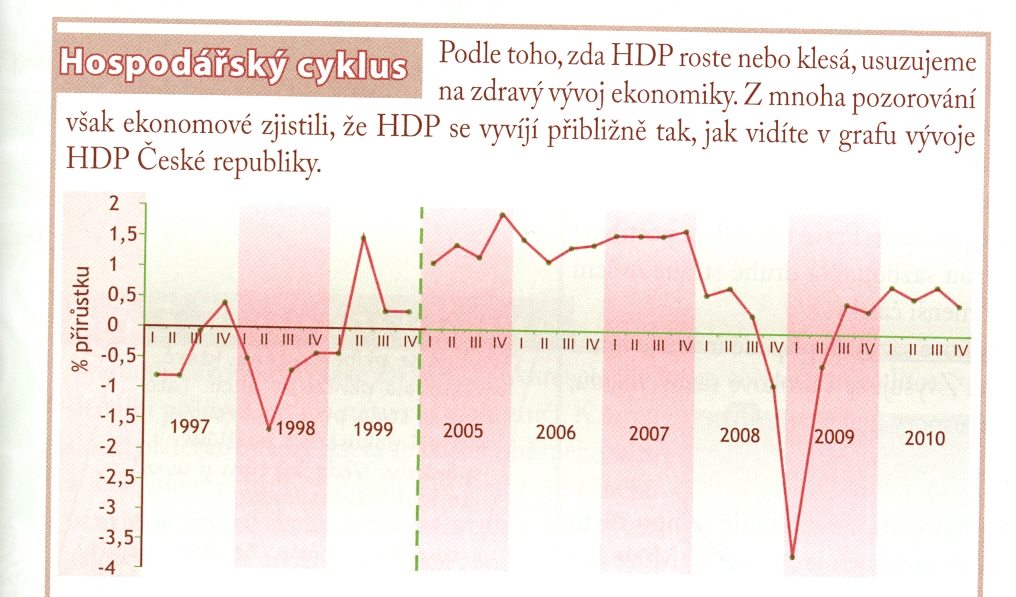 Hospodářský cyklus
Podle toho, zda HDP roste nebo klesá, usuzujeme
na zdravý vývoj ekonomiky. Z mnoha pozorování
však ekonomové zjistili, že HDP se vyvíjí přibližně tak, jak vidíte v grafu vývoje
HDP České republiky.
% přírůstku
2
1,5
1
0,5
0
-0,5
-1
-1,5
-2
-2,5
-3
-3,5
-4
I II III IV I II III IV I II III IV I II III IV I II III IV I II III IV I II III IV I II III IV I II III IV
1997 1998 1999 2005 2006 2007 2008 2009 2010